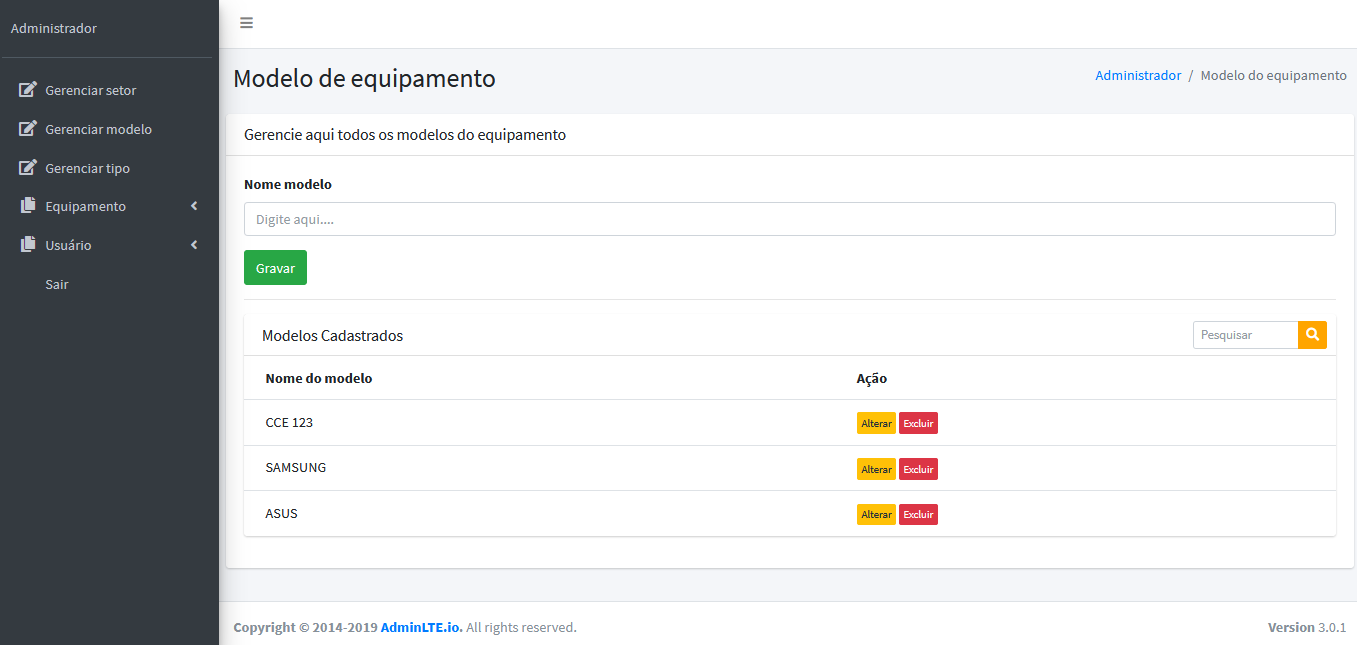 Administrador
Gerenciar setor
Gerenciar modelo
Gerenciar tipo
Equipamento
Usuário
Sair
Modelo de equipamento
Administrador / Modelo do equipamento
Gerencie aqui todos os modelos do equipamento
Nome modelo
Digite aqui....
Gravar
Modelos Cadastrados
Pesquisar
Nome do modelo Ação
CCE 123 Alterar Excluir
SAMSUNG Alterar Excluir
ASUS Alterar Excluir
Copyright © 2014-2019 AdminLTE.io. All rights reserved.
Version 3.0.1